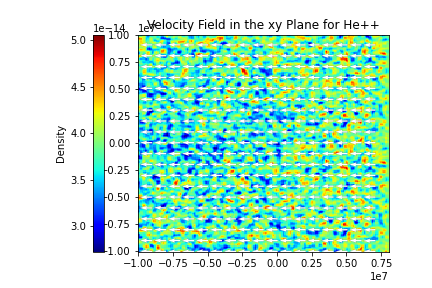 Velocity Field in the xy Plane for He++
1e−14
1e7
5.0
4.5
4.0
3.5
3.0
Density
1.00
0.75
0.50
0.25
0.00
−0.25
−0.50
−0.75
−1.00
−1.00 −0.75 −0.50 −0.25 0.00 0.25 0.50 0.75
1e7